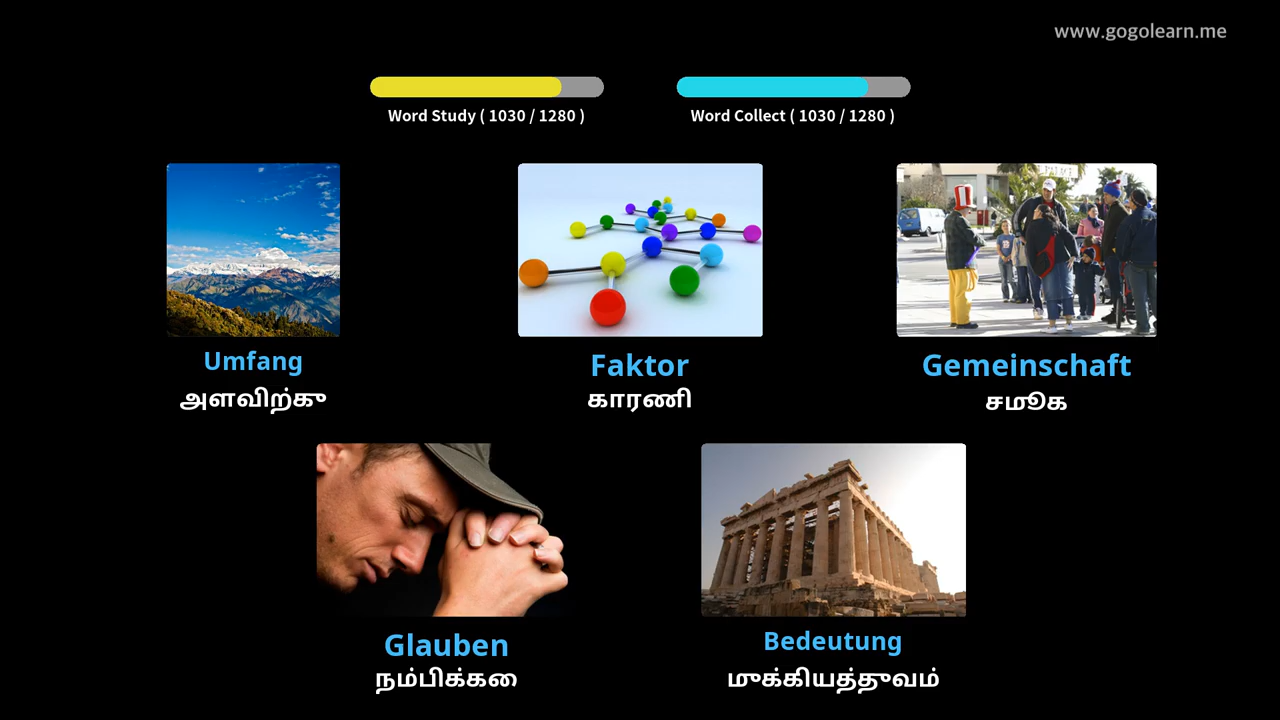 www.gogolearn.me
Word Study ( 1030 / 1280 )
Word Collect ( 1030 / 1280 )
Umfang
அளவிற்கு
Faktor
காரணி
Gemeinschaft
சமூக
Glauben
நம்பிக்கை
Bedeutung
முக்கியத்துவம்